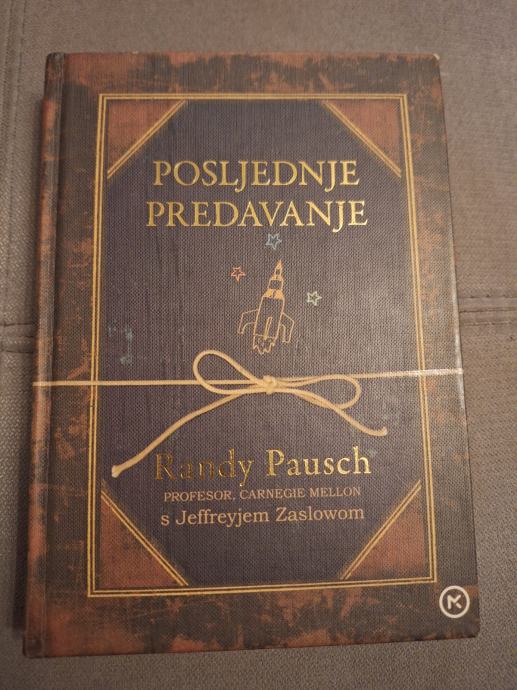 POSLJEDNJE
PREDAVANJE
Randy Pausch
PROFESOR, CARNEGIE MELLON
s Jeffreyjem Zaslowom